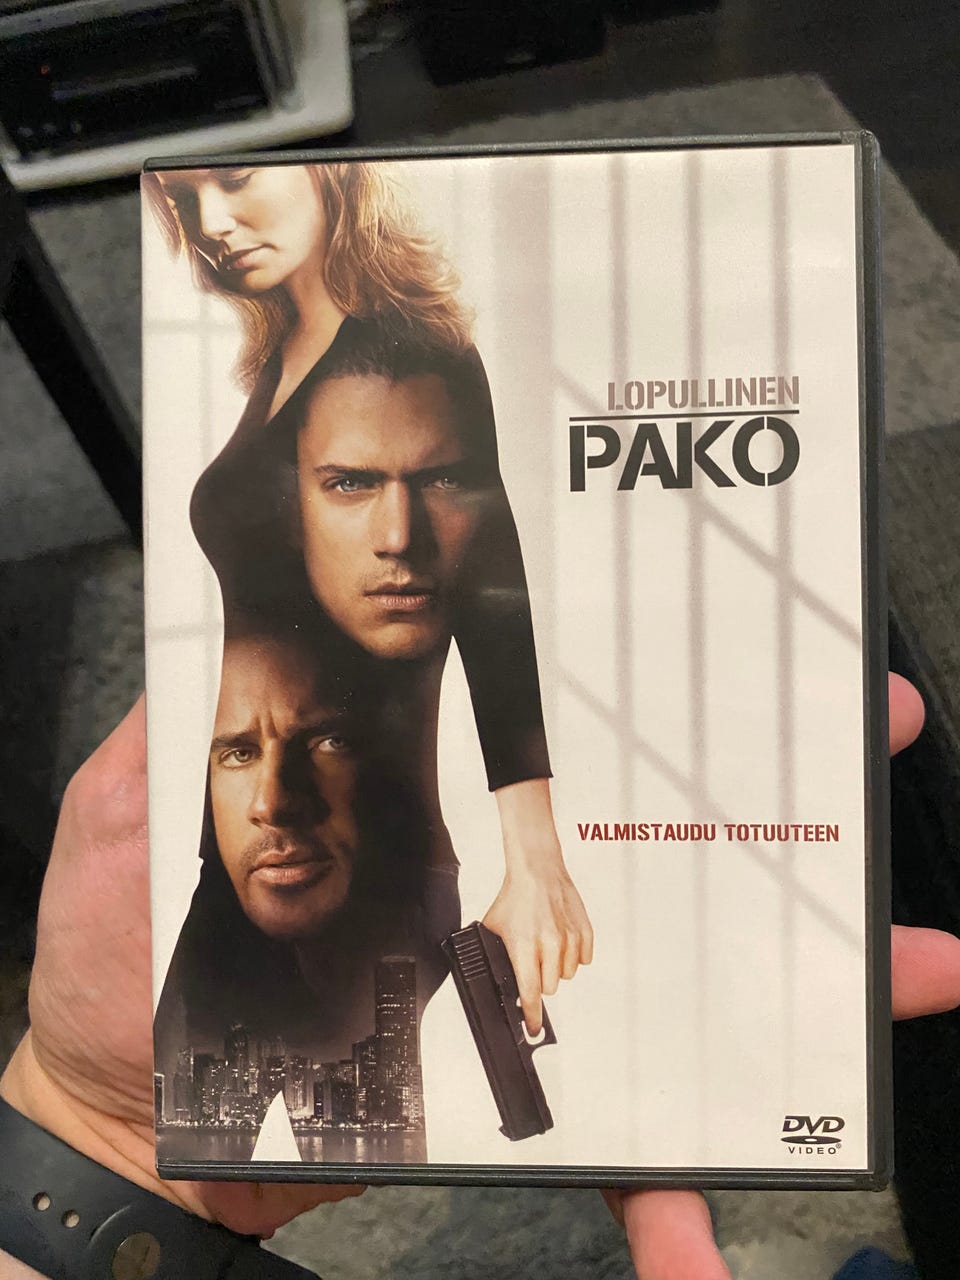 LOPULLINEN
PAKO
VALMISTAUDU TOTUUTEEN
DVD
VIDEO